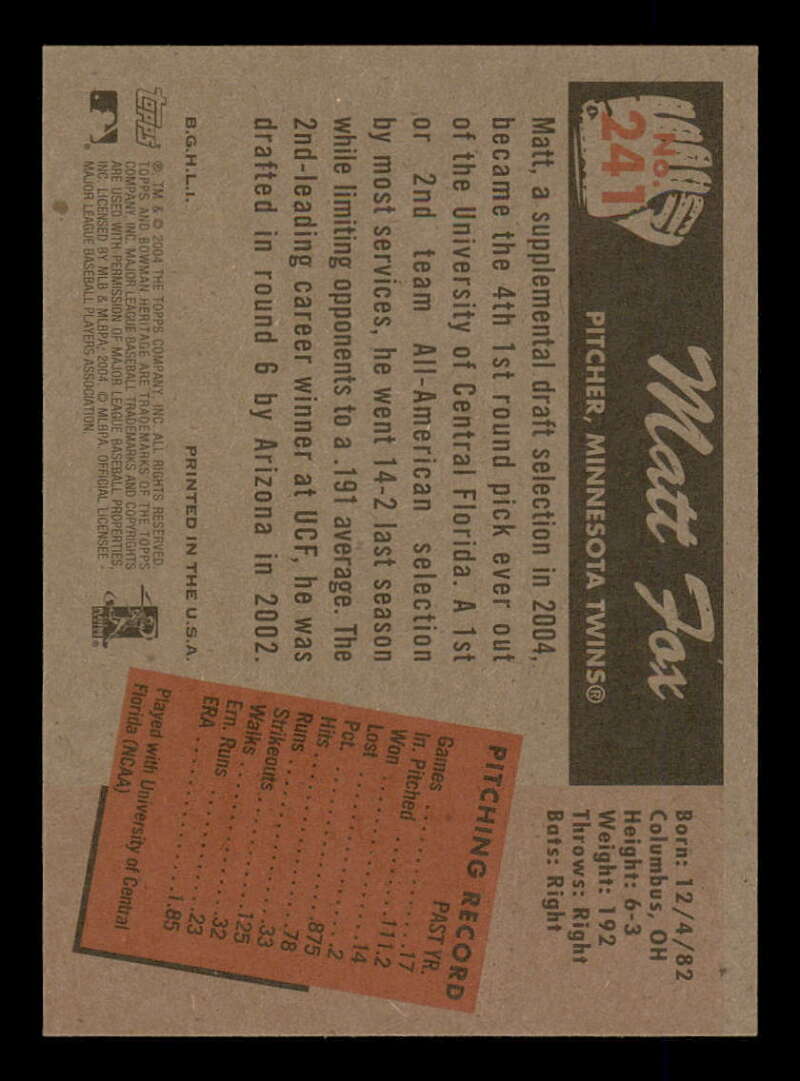 No.
241
Matt Fox
PITCHER, MINNESOTA TWINS®
Born: 12/4/82
Columbus, OH
Height: 6-3
Weight: 192
Throws: Right
Bats: Right
Matt, a supplemental draft selection in 2004,
became the 4th 1st round pick ever out
of the University of Central Florida. A 1st
or 2nd team All-American selection
by most services, he went 14-2 last season
while limiting opponents to a .191 average. The
2nd-leading career winner at UCF, he was
drafted in round 6 by Arizona in 2002.
PITCHING RECORD
PAST YR.
Games ..........17
In. Pitched ........111.2
Won ..........14
Lost ..........2
Pct. ..........875
Hits ..........78
Runs ..........33
Strikeouts ..........125
Walks ..........32
Ern. Runs ..........23
ERA ..........1.85
Played with University of Central
Florida (NCAA)
B.G.H.L.I. PRINTED IN THE U.S.A.
topps
® TM & © 2004 THE TOPPS COMPANY, INC. ALL RIGHTS RESERVED.
TOPPS AND BOWMAN HERITAGE ARE TRADEMARKS OF THE TOPPS
COMPANY, INC. MAJOR LEAGUE BASEBALL TRADEMARKS AND COPYRIGHTS
ARE USED WITH PERMISSION OF MAJOR LEAGUE BASEBALL PROPERTIES,
INC. LICENSED BY MLB & MLBPA; 2004. © MLBPA. OFFICIAL LICENSEE -
MAJOR LEAGUE BASEBALL PLAYERS ASSOCIATION.